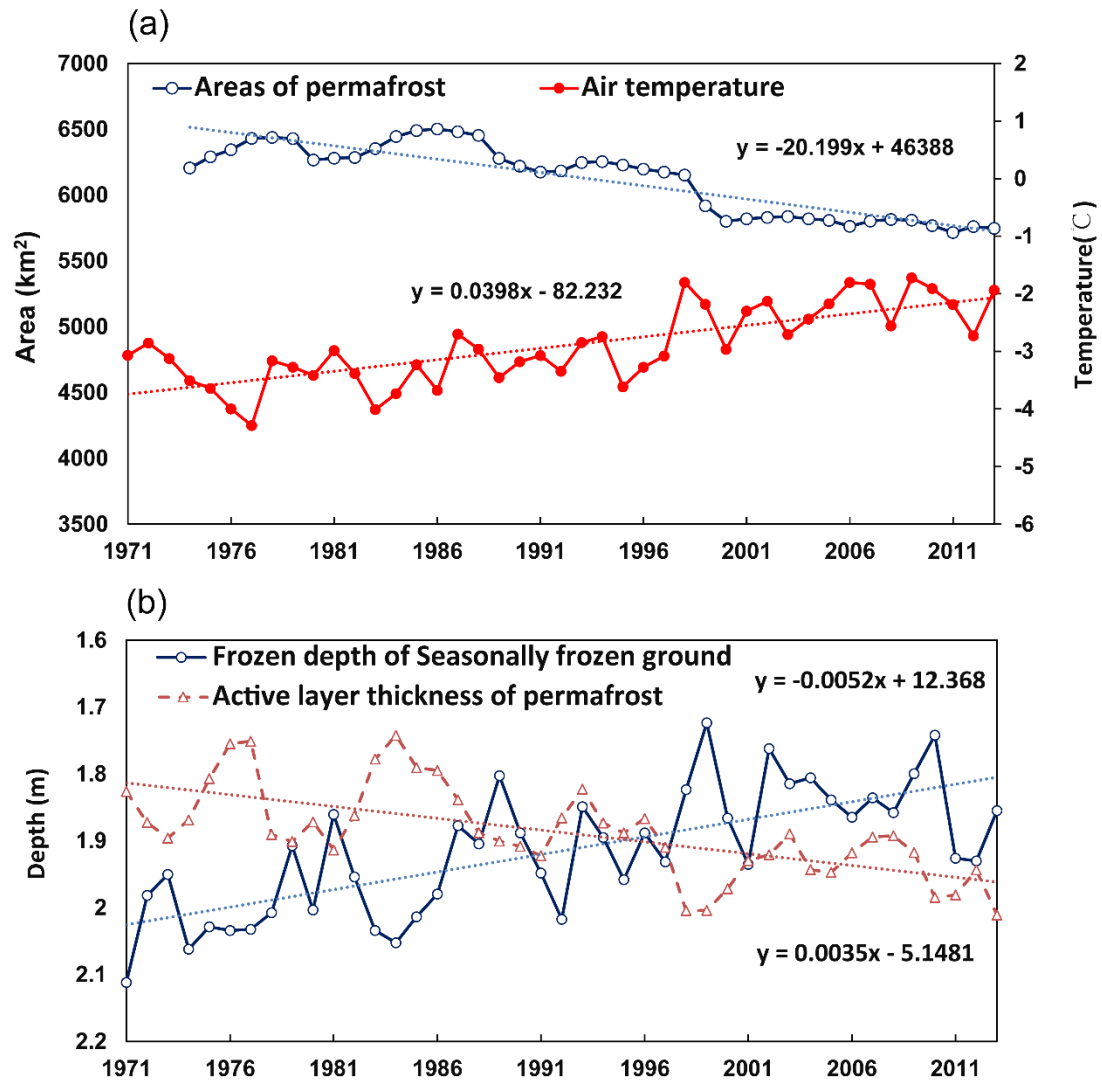 (a)
Areas of permafrost
Air temperature
7000
6500
6000
5500
5000
4500
4000
3500
Area (km²)
y = -20.199x + 46388
y = 0.0398x - 82.232
2
1
0
-1
-2
-3
-4
-5
-6
Temperature(℃)
1971 1976 1981 1986 1991 1996 2001 2006 2011
(b)
Frozen depth of Seasonally frozen ground
Active layer thickness of permafrost
1.6
1.7
1.8
1.9
2
2.1
2.2
Depth (m)
y = -0.0052x + 12.368
y = 0.0035x - 5.1481
1971 1976 1981 1986 1991 1996 2001 2006 2011